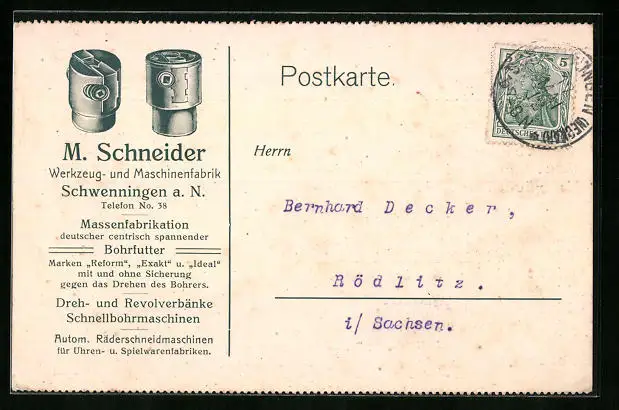 M. Schneider
Werkzeug- und Maschinenfabrik
Schwenningen a. N.
Telefon No. 38
Massenfabrikation
deutscher centrisch spannender
Bohrfutter
Marken „Reform", „Exakt" u. „Ideal"
mit und ohne Sicherung
gegen das Drehen des Bohrers.
Dreh- und Revolverbänke
Schnellbohrmaschinen
Autom. Räderschneidmaschinen
für Uhren- u. Spielwarenfabriken.
Postkarte.
5 5
DEUTSCHES
(NECKAR)
Herrn
Bernhard Decker,
Rödlitz.
i/ Sachsen.